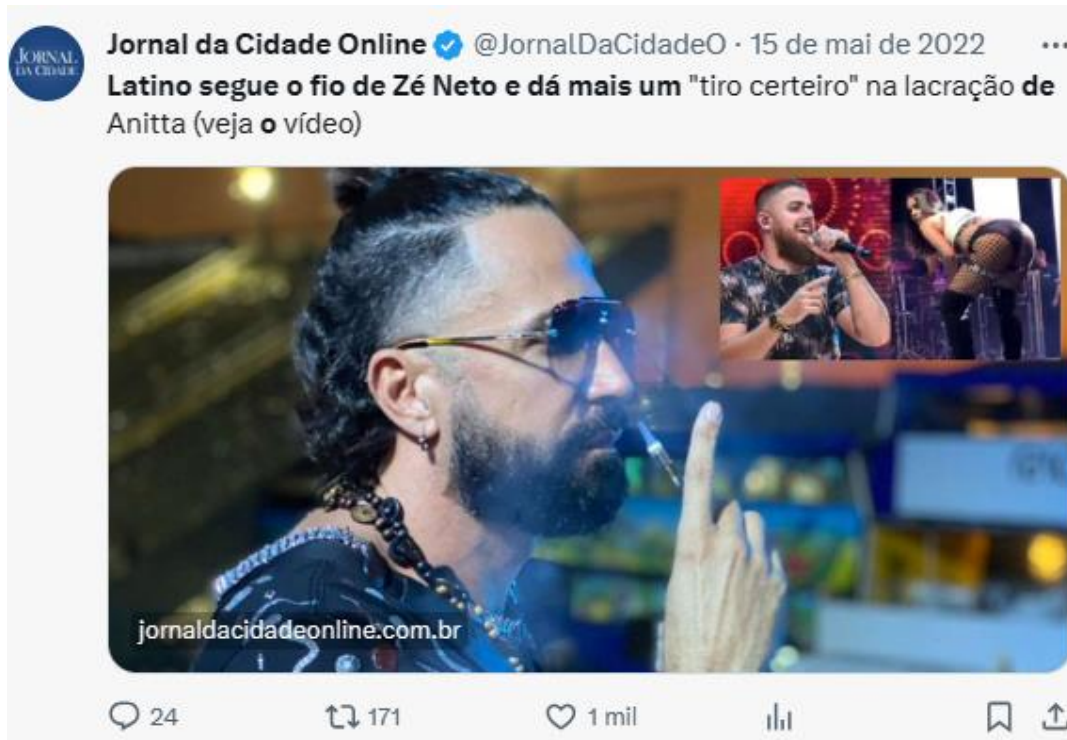 JORNAL
DA CIDADE
Jornal da Cidade Online @JornalDaCidadeO · 15 de mai de 2022
Latino segue o fio de Zé Neto e dá mais um "tiro certeiro" na lacração de
Anitta (veja o vídeo)
jornaldacidadeonline.com.br
24 171 1 mil